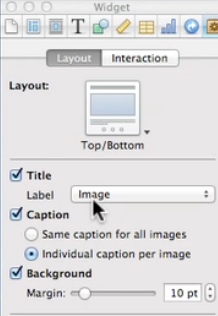 Widget
T
Layout Interaction
Layout:
Top/Bottom
Title
Label Image
Caption
Same caption for all images
Individual caption per image
Background
Margin: 10 pt